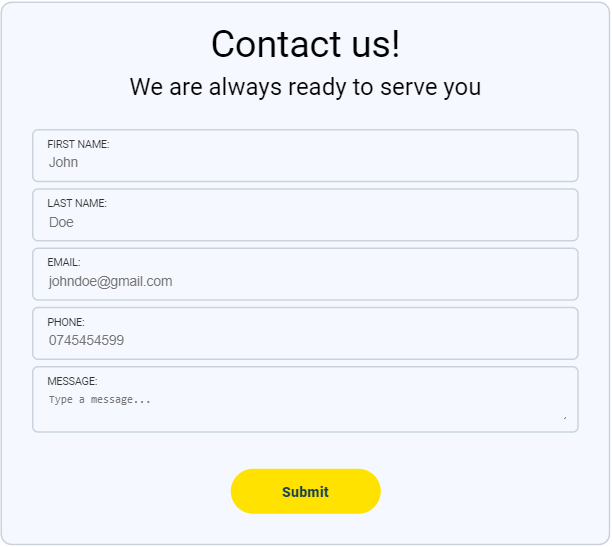 Contact us!
We are always ready to serve you
FIRST NAME:
John
LAST NAME:
Doe
EMAIL:
johndoe@gmail.com
PHONE:
0745454599
MESSAGE:
Type a message...
Submit